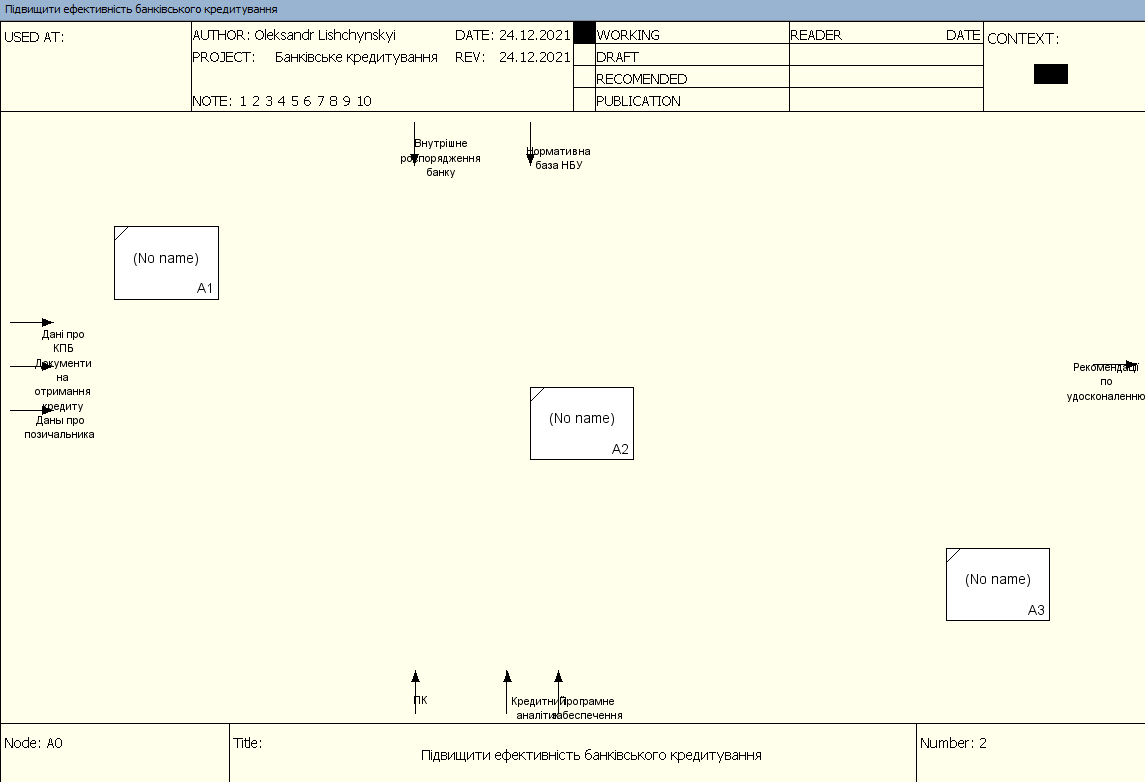 Підвищити ефективність банківського кредитування
USED AT:
AUTHOR: Oleksandr Lishchynskyi
DATE: 24.12.2021
PROJECT: Банківське кредитування
REV: 24.12.2021
NOTE: 1 2 3 4 5 6 7 8 9 10
WORKING
DRAFT
RECOMENDED
PUBLICATION
READER
DATE
CONTEXT:
Внутрішне
розпорядження
банку
Нормативна
база НБУ
(No name)
A1
Дані про
КПБ
Документи
на
отримання
кредиту
Даны про
позичальника
(No name)
A2
Рекомендації
по
удосконаленню
(No name)
A3
ПК
Кредитний
аналітик
Програмне
забеспечення
Node: A0
Title:
Підвищити ефективність банківського кредитування
Number: 2